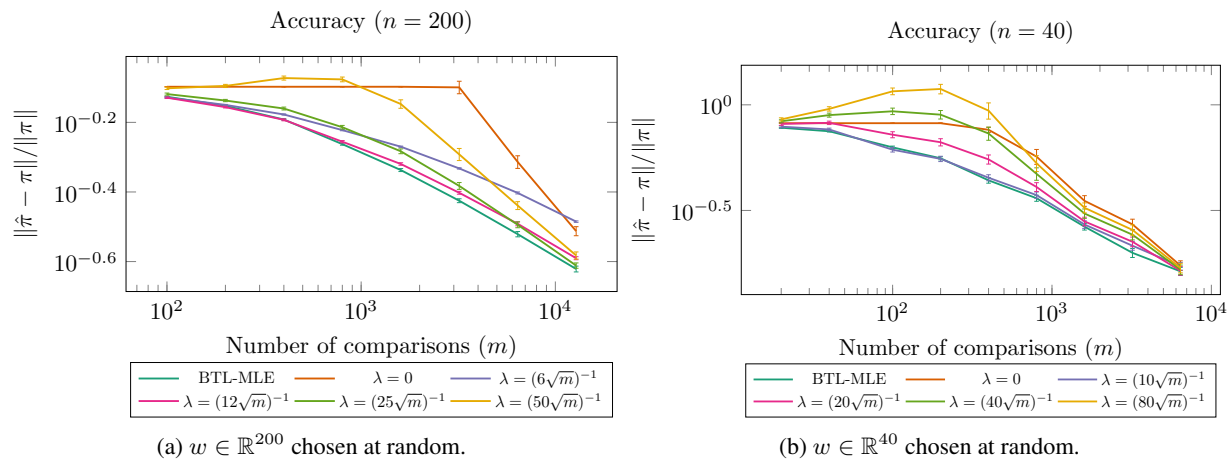 Accuracy (n = 200)
‖π̂ − π‖/‖π‖
10^−0.2
10^−0.4
10^−0.6
10^2
10^3
10^4
Number of comparisons (m)
BTL-MLE
λ = 0
λ = (6√m)^−1
λ = (12√m)^−1
λ = (25√m)^−1
λ = (50√m)^−1
(a) w ∈ ℝ^200 chosen at random.
Accuracy (n = 40)
‖π̂ − π‖/‖π‖
10^0
10^−0.5
10^2
10^3
10^4
Number of comparisons (m)
BTL-MLE
λ = 0
λ = (10√m)^−1
λ = (20√m)^−1
λ = (40√m)^−1
λ = (80√m)^−1
(b) w ∈ ℝ^40 chosen at random.